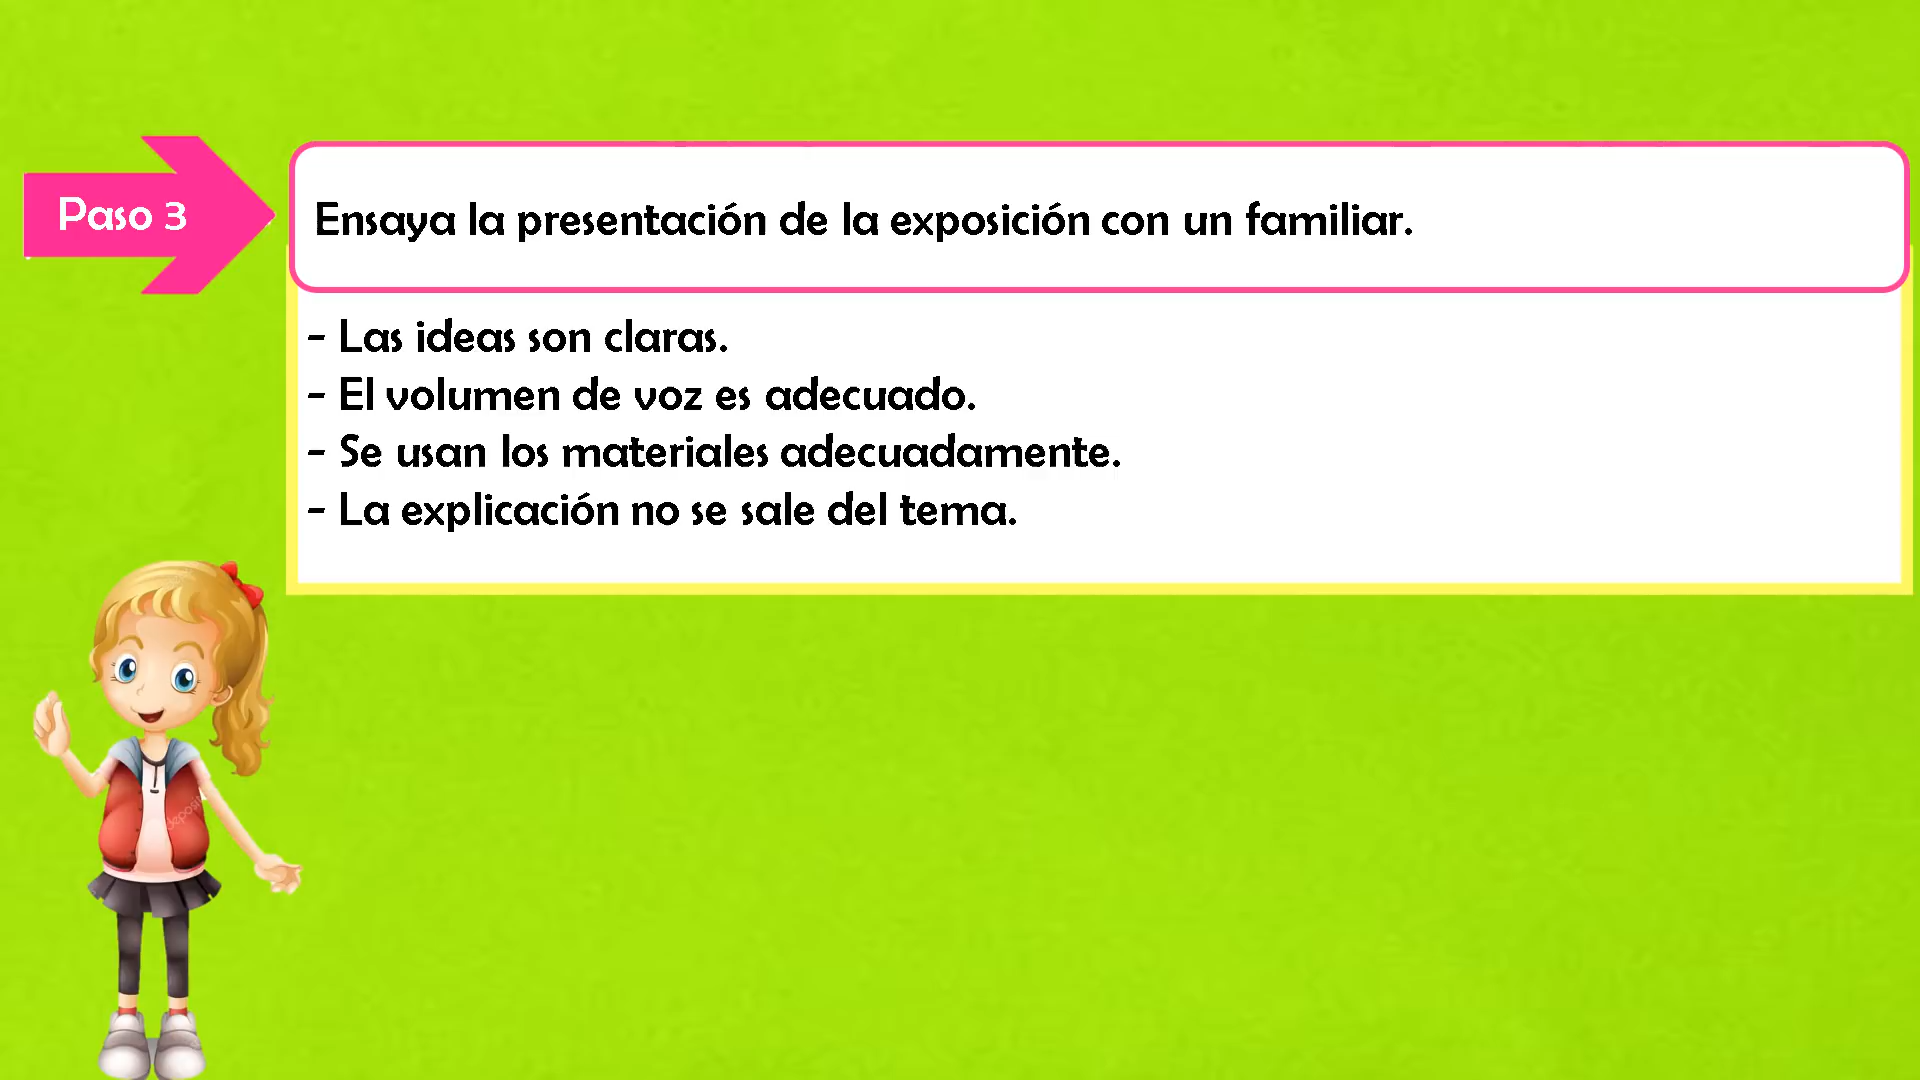 Paso 3
Ensaya la presentación de la exposición con un familiar.
- Las ideas son claras.
- El volumen de voz es adecuado.
- Se usan los materiales adecuadamente.
- La explicación no se sale del tema.